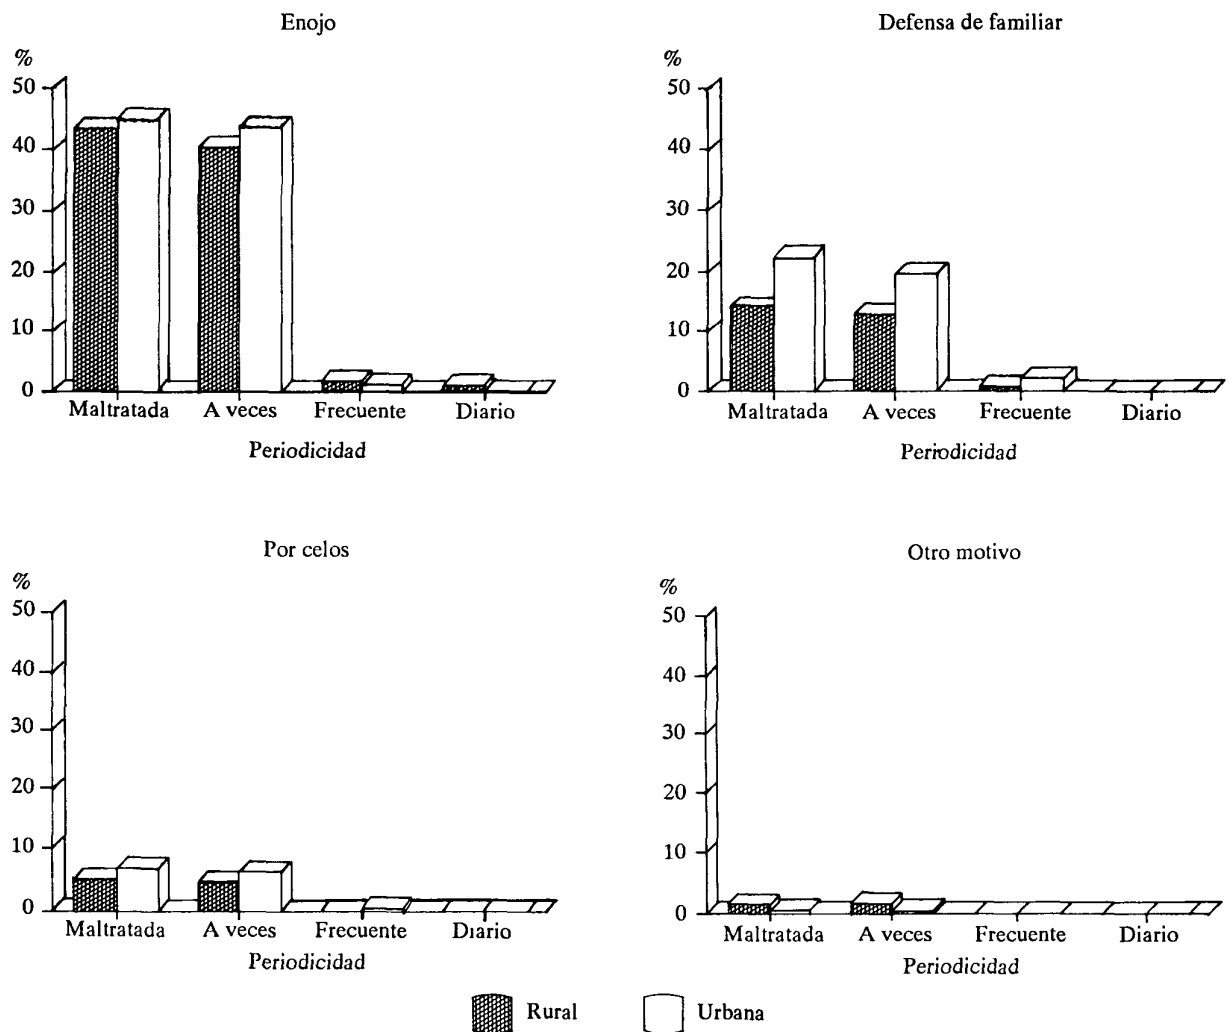 Enojo
%
50
40
30
20
10
0
Maltratada A veces Frecuente Diario
Periodicidad
Defensa de familiar
%
50
40
30
20
10
0
Maltratada A veces Frecuente Diario
Periodicidad
Por celos
%
50
40
30
20
10
0
Maltratada A veces Frecuente Diario
Periodicidad
Otro motivo
%
50
40
30
20
10
0
Maltratada A veces Frecuente Diario
Periodicidad
Rural Urbana